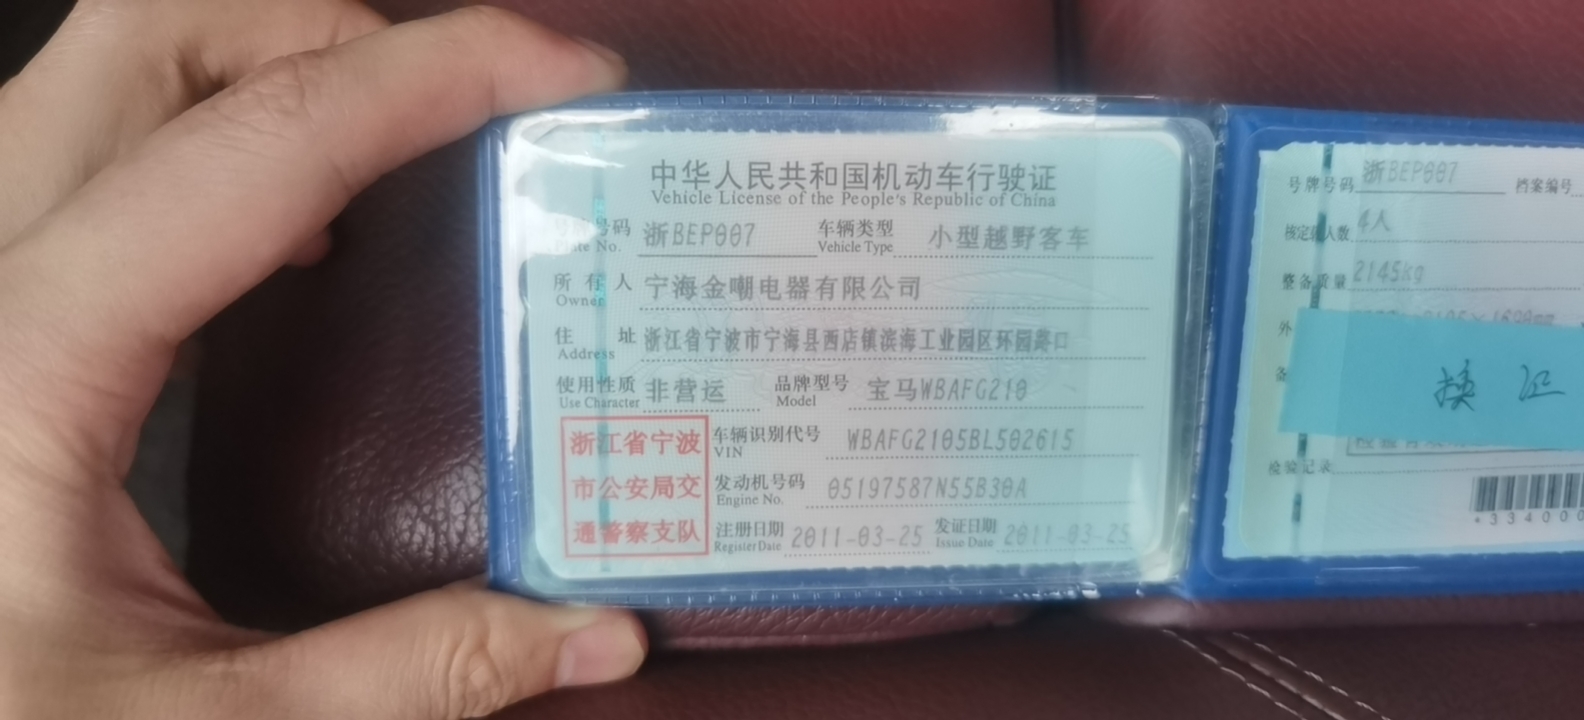 中华人民共和国机动车行驶证
Vehicle License of the People's Republic of China
号牌号码 浙BEP007 车辆类型 小型越野客车
Plate No. Vehicle Type
所有人 宁海金嘲电器有限公司
Owner
住址 浙江省宁波市宁海县西店镇滨海工业园区环园路口
Address
使用性质 非营运 品牌型号 宝马WBAFG210
Use Character Model
浙江省宁波
市公安局交
通警察支队
车辆识别代号 WBAFG2105BL502615
VIN
发动机号码 05197587N55B30A
Engine No.
注册日期 2011-03-25 发证日期 2011-03-25
Register Date Issue Date
号牌号码 浙BEP007 档案编号
核定载人数 4人
整备质量 2145kg
外
备
换证
检验记录
*334000